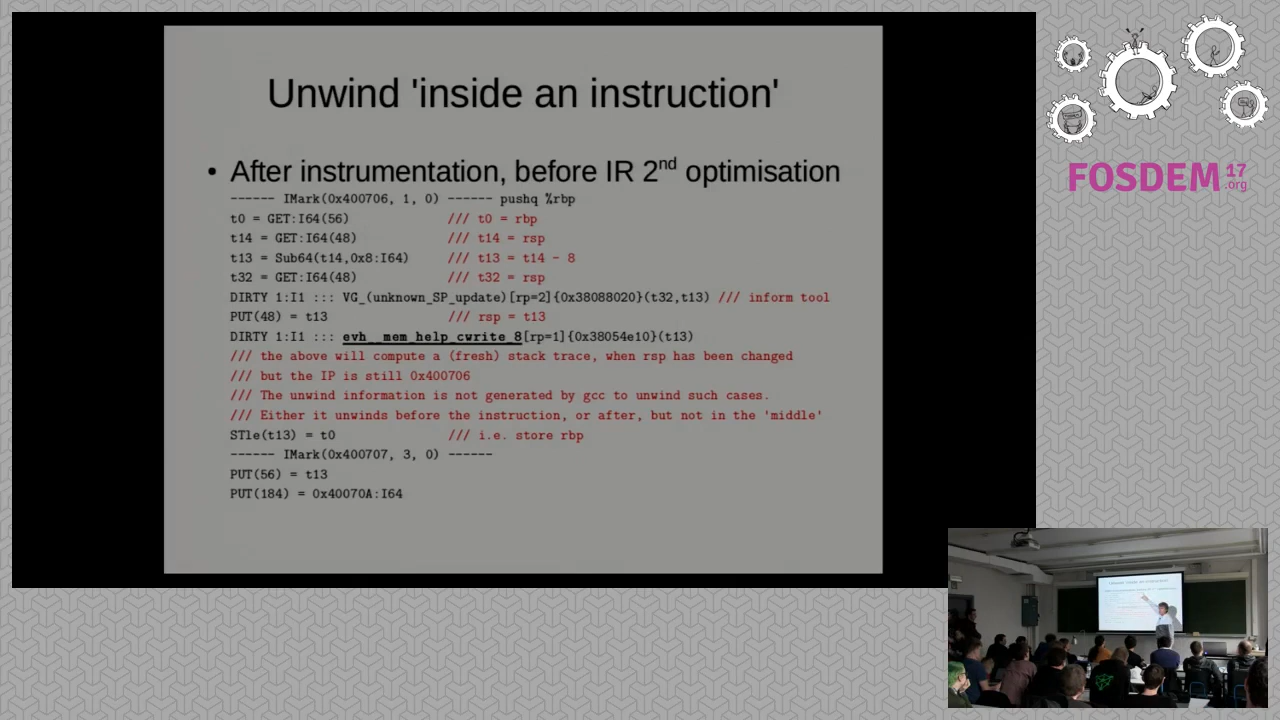 Unwind 'inside an instruction'
• After instrumentation, before IR 2nd optimisation
------ IMark(0x400706, 1, 0) ------ pushq %rbp
t0 = GET:I64(56) /// t0 = rbp
t14 = GET:I64(48) /// t14 = rsp
t13 = Sub64(t14,0x8:I64) /// t13 = t14 - 8
t32 = GET:I64(48) /// t32 = rsp
DIRTY 1:I1 ::: VG_(unknown_SP_update)[rp=2]{0x38088020}(t32,t13) /// inform tool
PUT(48) = t13 /// rsp = t13
DIRTY 1:I1 ::: evh__mem_help_cwrite_8[rp=1]{0x38054e10}(t13)
/// the above will compute a (fresh) stack trace, when rsp has been changed
/// but the IP is still 0x400706
/// The unwind information is not generated by gcc to unwind such cases.
/// Either it unwinds before the instruction, or after, but not in the 'middle'
STle(t13) = t0 /// i.e. store rbp
------ IMark(0x400707, 3, 0) ------
PUT(56) = t13
PUT(184) = 0x40070A:I64
FOSDEM 17
.org